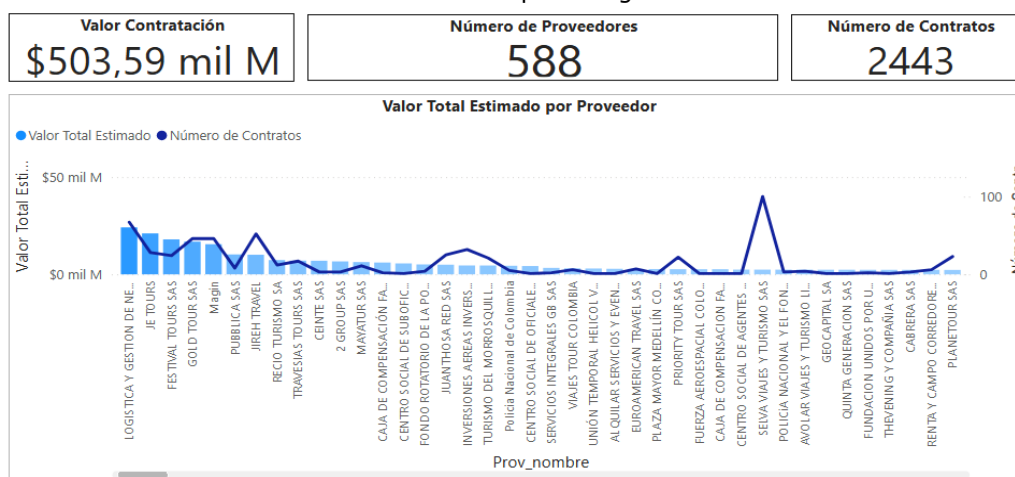 Valor Contratación
$503,59 mil M
Número de Proveedores
588
Número de Contratos
2443
Valor Total Estimado por Proveedor
Valor Total Estimado
Número de Contratos
Valor Total Esti...
$50 mil M
$0 mil M
100
0
LOGISTICA Y GESTION DE NE...
JE TOURS
FESTIVAL TOURS SAS
GOLD TOUR SAS
Magin
PUBBLICA SAS
JIREH TRAVEL
RECIO TURISMO SA
TRAVESIAS TOURS SAS
CEINTE SAS
2 GROUP SAS
MAYATUR SAS
CAJA DE COMPENSACIÓN FA...
CENTRO SOCIAL DE SUBOFIC...
FONDO ROTATORIO DE LA PO...
JUANTHOSA RED SAS
INVERSIONES AEREAS INVERS...
TURISMO DEL MORROSQUILL...
Policia Nacional de Colombia
CENTRO SOCIAL DE OFICIALE...
SERVICIOS INTEGRALES GB SAS
VIAJES TOUR COLOMBIA
UNIÓN TEMPORAL HELICOL V...
ALQUILAR SERVICIOS Y EVEN...
EUROAMERICAN TRAVEL SAS
PLAZA MAYOR MEDELLÍN CO...
PRIORITY TOUR SAS
FUERZA AEROESPACIAL COLO...
CAJA DE COMPENSACION FA...
CENTRO SOCIAL DE AGENTES ...
SELVA VIAJES Y TURISMO SAS
POLICIA NACIONAL Y EL FON...
AVOLAR VIAJES Y TURISMO LI...
GEOCAPITAL SA
QUINTA GENERACION SAS
FUNDACION UNIDOS POR U...
THEVENING Y COMPAÑÍA SAS
CABRERA SAS
RENTA Y CAMPO CORREDORE...
PLANETOUR SAS
Prov_nombre